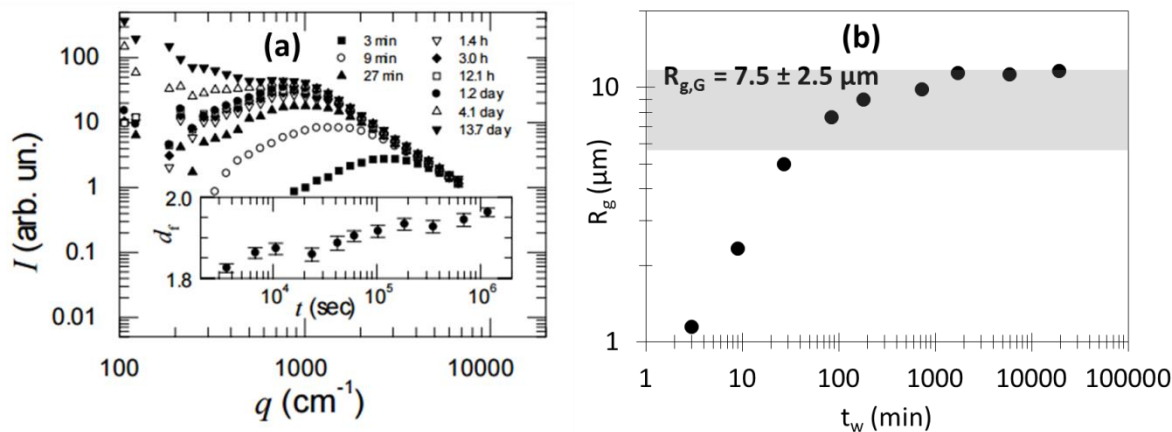 (a)
3 min
9 min
27 min
1.4 h
3.0 h
12.1 h
1.2 day
4.1 day
13.7 day
100
10
1
0.1
0.01
I (arb. un.)
2.0
1.8
d_f
10^4
10^5
10^6
t (sec)
100
1000
10000
q (cm^-1)
(b)
R_g,G = 7.5 ± 2.5 μm
10
1
R_g (μm)
1
10
100
1000
10000
100000
t_w (min)